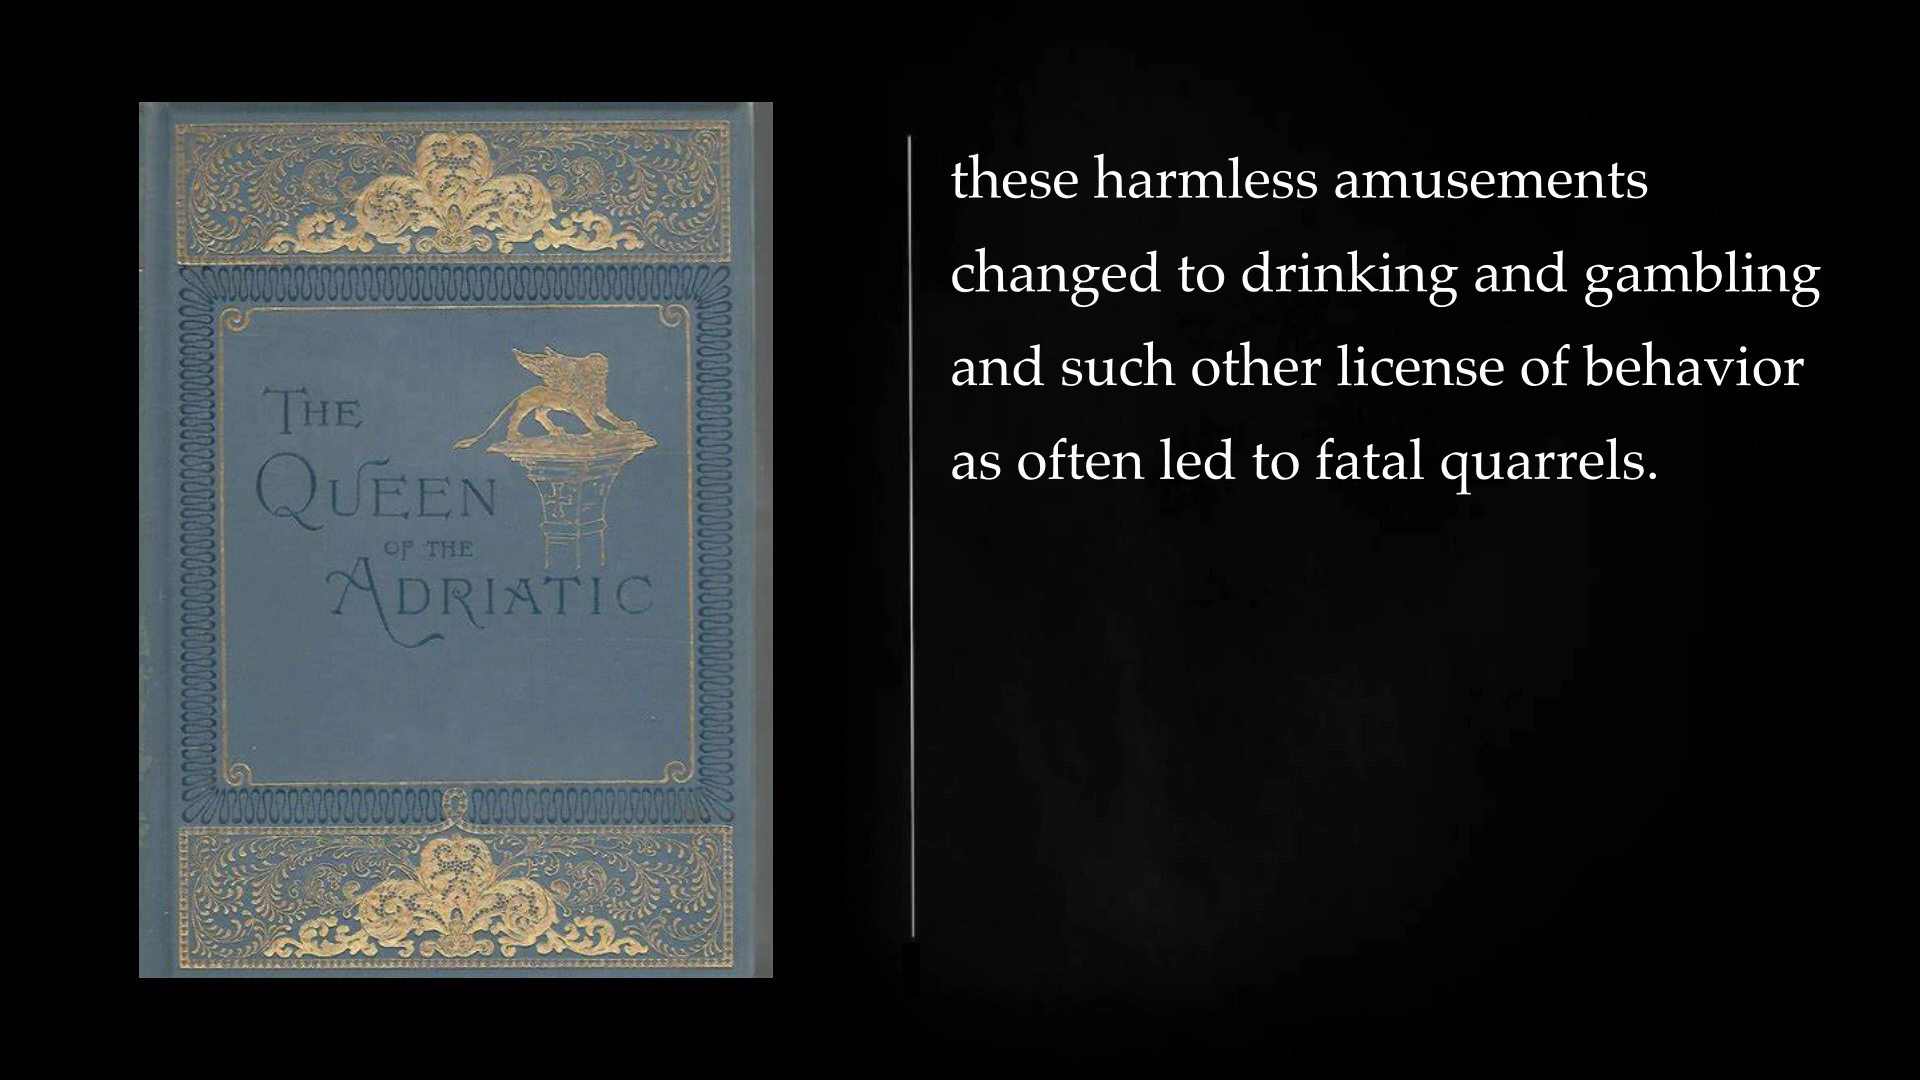 THE
QUEEN
OF THE
ADRIATIC
these harmless amusements
changed to drinking and gambling
and such other license of behavior
as often led to fatal quarrels.